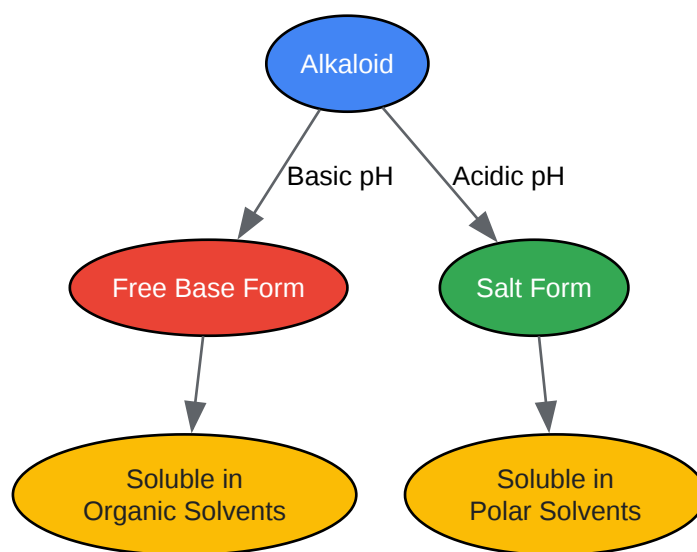 Alkaloid
Basic pH
Acidic pH
Free Base Form
Salt Form
Soluble in
Organic Solvents
Soluble in
Polar Solvents